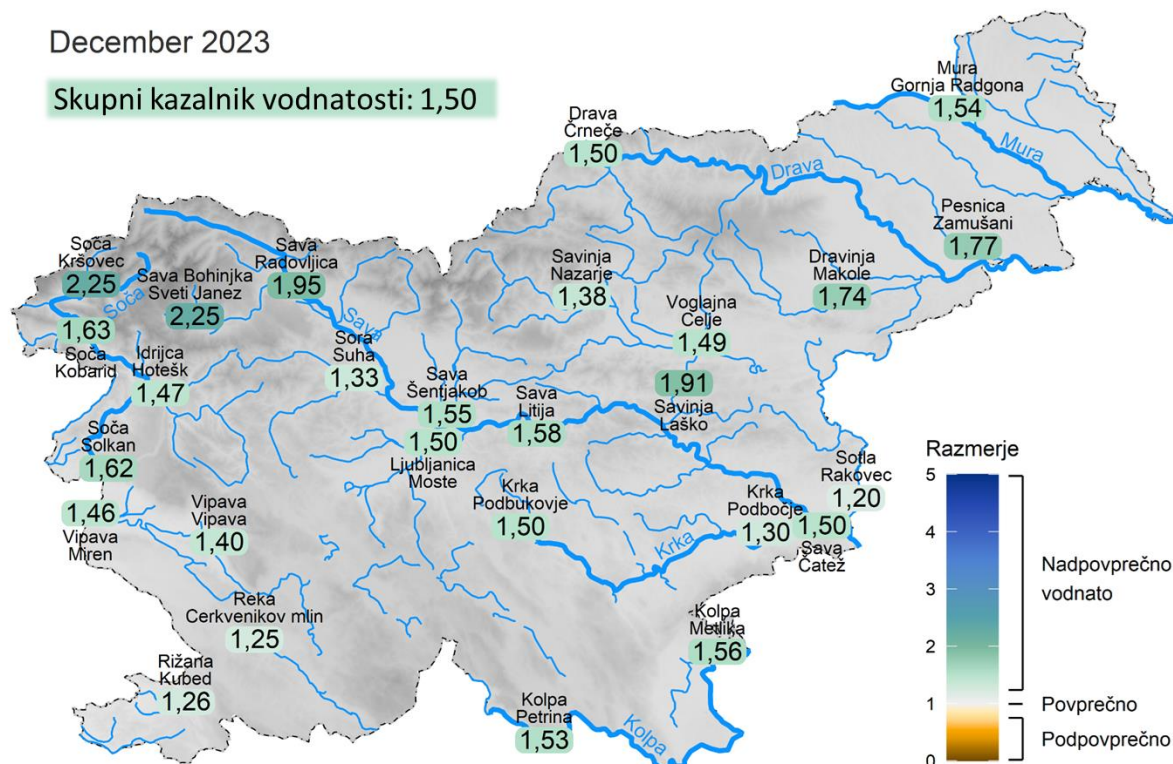 December 2023
Skupni kazalnik vodnatosti: 1,50
Mura
Gornja Radgona
1,54
Mura
Drava
Črneče
1,50
Drava
Pesnica
Zamušani
1,77
Soča
Kršovec
2,25
Soča
Sava Bohinjka
Sveti Janez
2,25
Sava
Radovljica
1,95
Sava
Savinja
Nazarje
1,38
Dravinja
Makole
1,74
Voglajna
Celje
1,49
1,63
Soča
Kobarid
Idrijca
Hotešk
1,47
Sora
Suha
1,33
Sava
Šentjakob
1,55
1,50
Ljubljanica
Moste
Sava
Litija
1,58
1,91
Savinja
Laško
Soča
Solkan
1,62
1,46
Vipava
Miren
Vipava
Vipava
1,40
Krka
Podbukovje
1,50
Krka
Krka
Podbočje
1,30
1,50
Sava
Čatež
Sotla
Rakovec
1,20
Reka
Cerkvenikov mlin
1,25
Rižana
Kubed
1,26
Kolpa
Metlika
1,56
Kolpa
Petrina
1,53
Kolpa
Razmerje
5
4
3
2
1
0
Nadpovprečno
vodnato
Povprečno
Podpovprečno